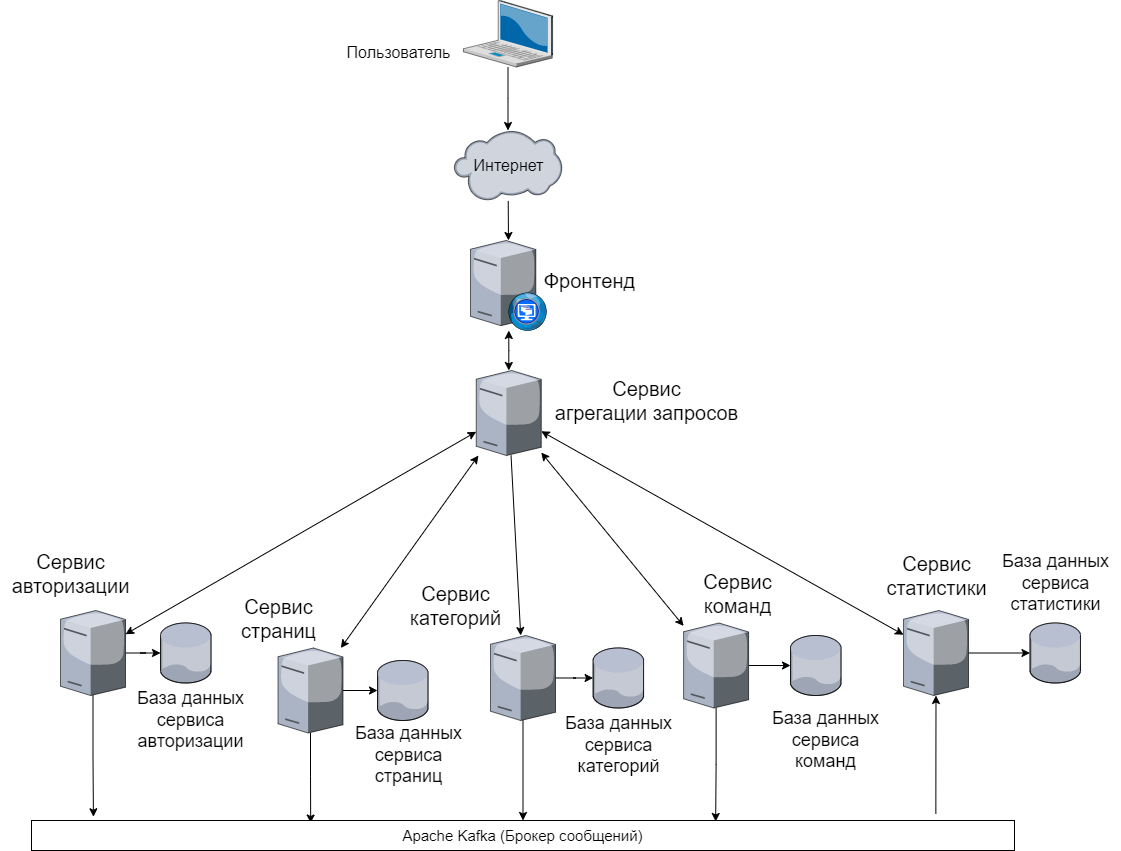 Пользователь
Интернет
Фронтенд
Сервис
агрегации запросов
Сервис
авторизации
База данных
сервиса
авторизации
Сервис
страниц
База данных
сервиса
страниц
Сервис
категорий
База данных
сервиса
категорий
Сервис
команд
База данных
сервиса
команд
Сервис
статистики
База данных
сервиса
статистики
Apache Kafka (Брокер сообщений)